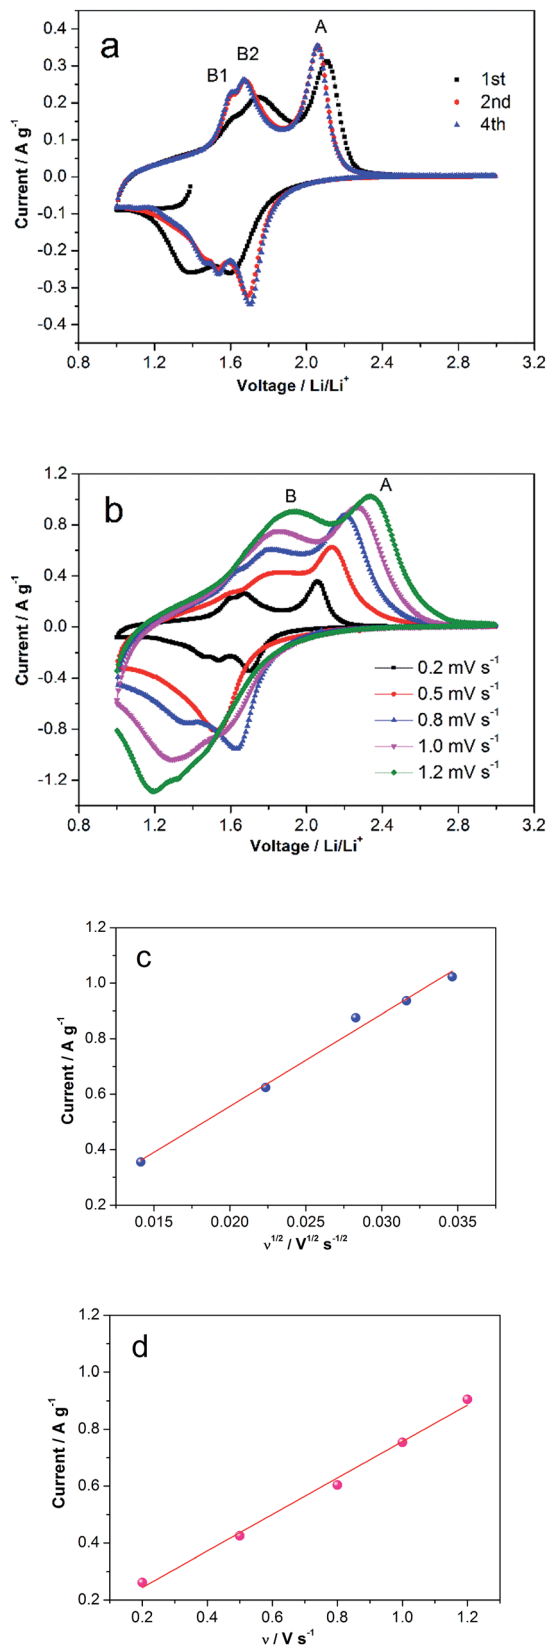 a
A
B1
B2
1st
2nd
4th
Current / A g-1
0.4
0.3
0.2
0.1
0.0
-0.1
-0.2
-0.3
-0.4
0.8 1.2 1.6 2.0 2.4 2.8 3.2
Voltage / Li/Li+
b
B
A
Current / A g-1
1.2
0.8
0.4
0.0
-0.4
-0.8
-1.2
0.2 mV s-1
0.5 mV s-1
0.8 mV s-1
1.0 mV s-1
1.2 mV s-1
0.8 1.2 1.6 2.0 2.4 2.8 3.2
Voltage / Li/Li+
c
Current / A g-1
1.2
1.0
0.8
0.6
0.4
0.2
0.015 0.020 0.025 0.030 0.035
ν1/2 / V1/2 s-1/2
d
Current / A g-1
1.2
1.0
0.8
0.6
0.4
0.2
0.2 0.4 0.6 0.8 1.0 1.2
ν / V s-1